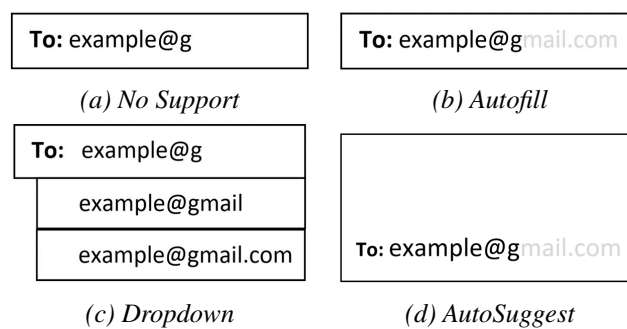 To: example@g
(a) No Support
To: example@gmail.com
(b) Autofill
To: example@g
example@gmail
example@gmail.com
(c) Dropdown
To: example@gmail.com
(d) AutoSuggest